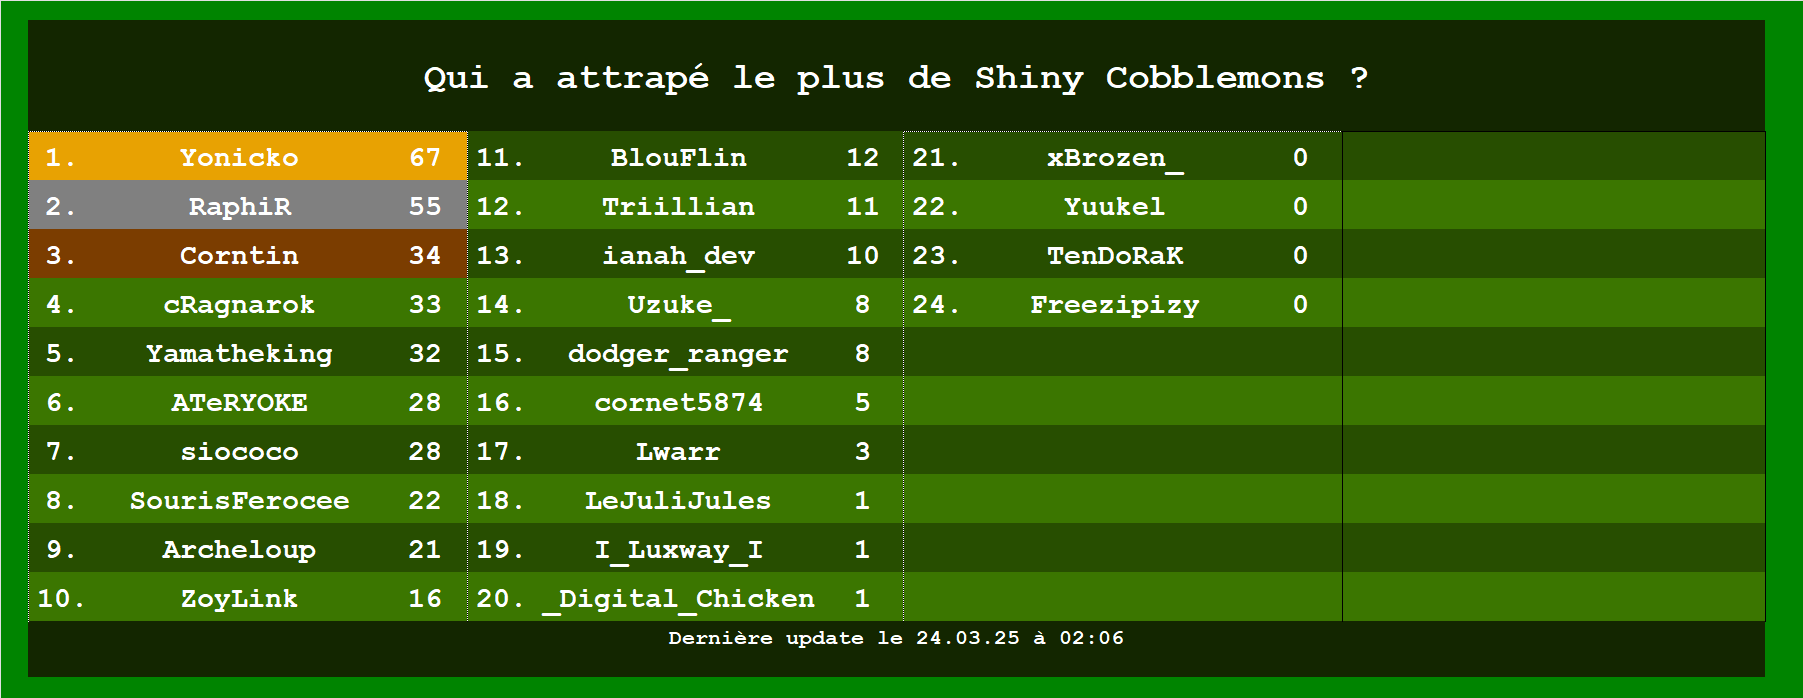 Qui a attrapé le plus de Shiny Cobblemons ?
1. Yonicko 67
2. RaphiR 55
3. Corntin 34
4. cRagnarok 33
5. Yamatheking 32
6. ATeRYOKE 28
7. siococo 28
8. SourisFerocee 22
9. Archeloup 21
10. ZoyLink 16
11. BlouFlin 12
12. Triillian 11
13. ianah_dev 10
14. Uzuke_ 8
15. dodger_ranger 8
16. cornet5874 5
17. Lwarr 3
18. LeJuliJules 1
19. I_Luxway_I 1
20. _Digital_Chicken 1
21. xBrozen_ 0
22. Yuukel 0
23. TenDoRaK 0
24. Freezipizy 0
Dernière update le 24.03.25 à 02:06